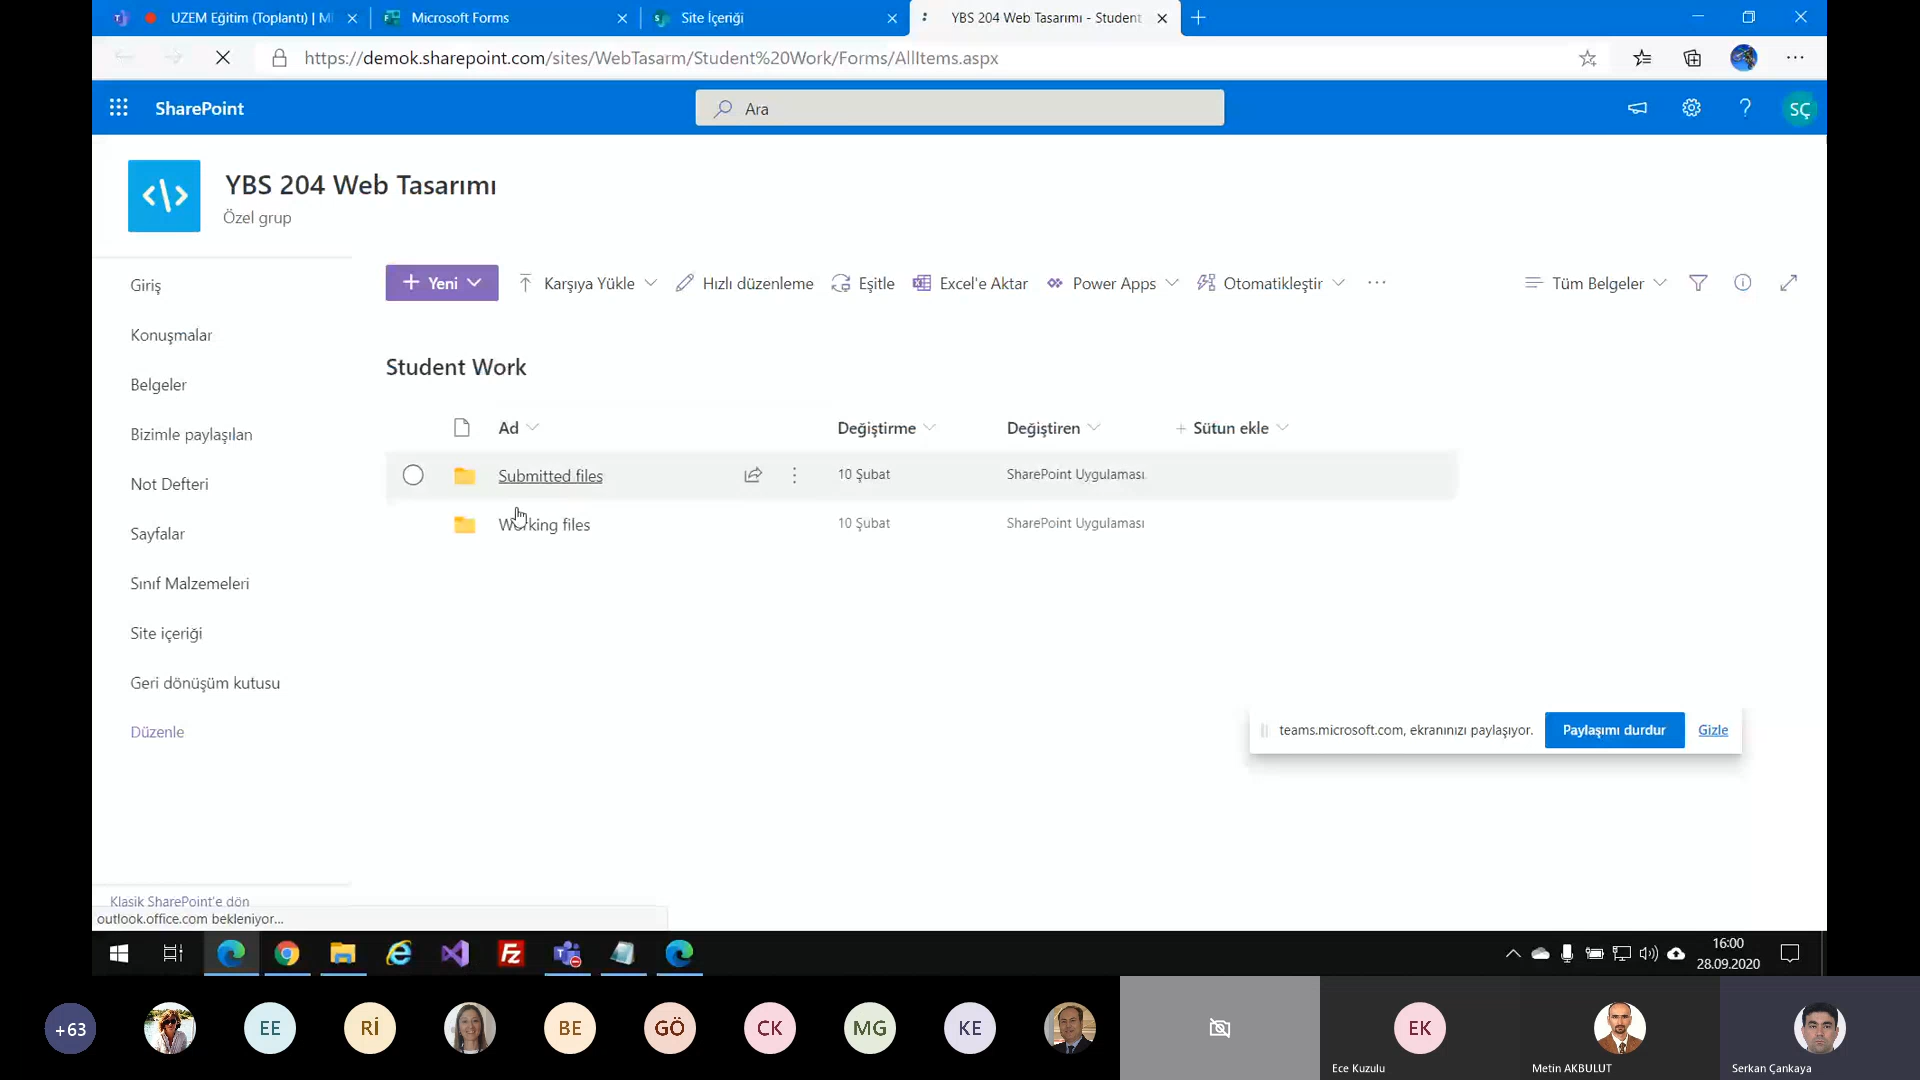 UZEM Eğitim (Toplantı) | Mi
Microsoft Forms
Site İçeriği
YBS 204 Web Tasarımı - Student
https://demok.sharepoint.com/sites/WebTasarm/Student%20Work/Forms/AllItems.aspx
SharePoint
Ara
SÇ
YBS 204 Web Tasarımı
Özel grup
Giriş
Konuşmalar
Belgeler
Bizimle paylaşılan
Not Defteri
Sayfalar
Sınıf Malzemeleri
Site içeriği
Geri dönüşüm kutusu
Düzenle
Klasik SharePoint'e dön
Yeni
Karşıya Yükle
Hızlı düzenleme
Eşitle
Excel'e Aktar
Power Apps
Otomatikleştir
Tüm Belgeler
Student Work
Ad
Değiştirme
Değiştiren
+ Sütun ekle
Submitted files
10 Şubat
SharePoint Uygulaması
Working files
10 Şubat
SharePoint Uygulaması
teams.microsoft.com, ekranınızı paylaşıyor.
Paylaşımı durdur
Gizle
outlook.office.com bekleniyor...
16:00
28.09.2020
+63
EE
Rİ
BE
GÖ
CK
MG
KE
EK
Ece Kuzulu
Metin AKBULUT
Serkan Çankaya